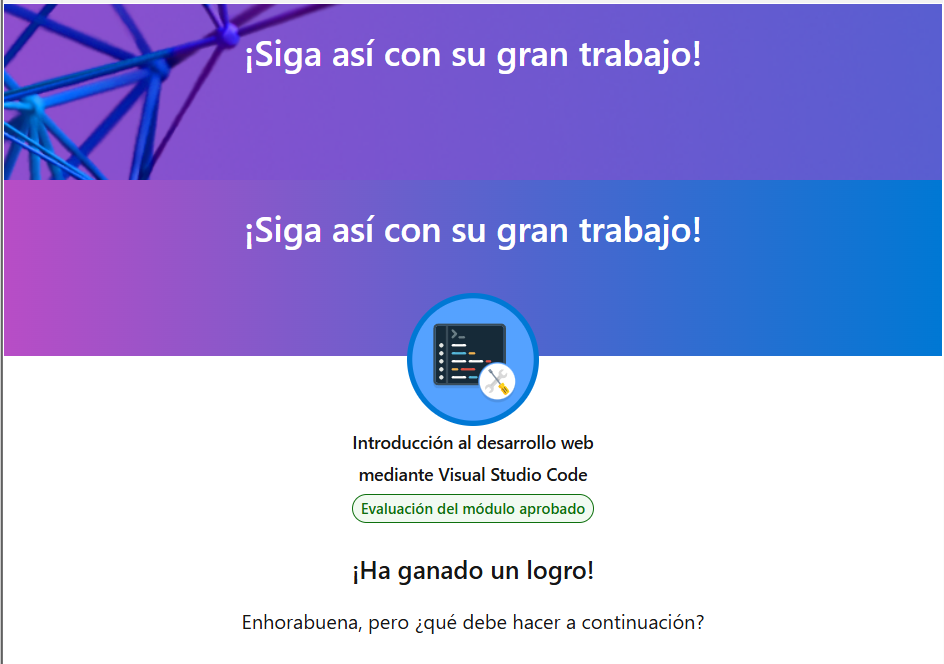 ¡Siga así con su gran trabajo!
¡Siga así con su gran trabajo!
Introducción al desarrollo web
mediante Visual Studio Code
Evaluación del módulo aprobado
¡Ha ganado un logro!
Enhorabuena, pero ¿qué debe hacer a continuación?